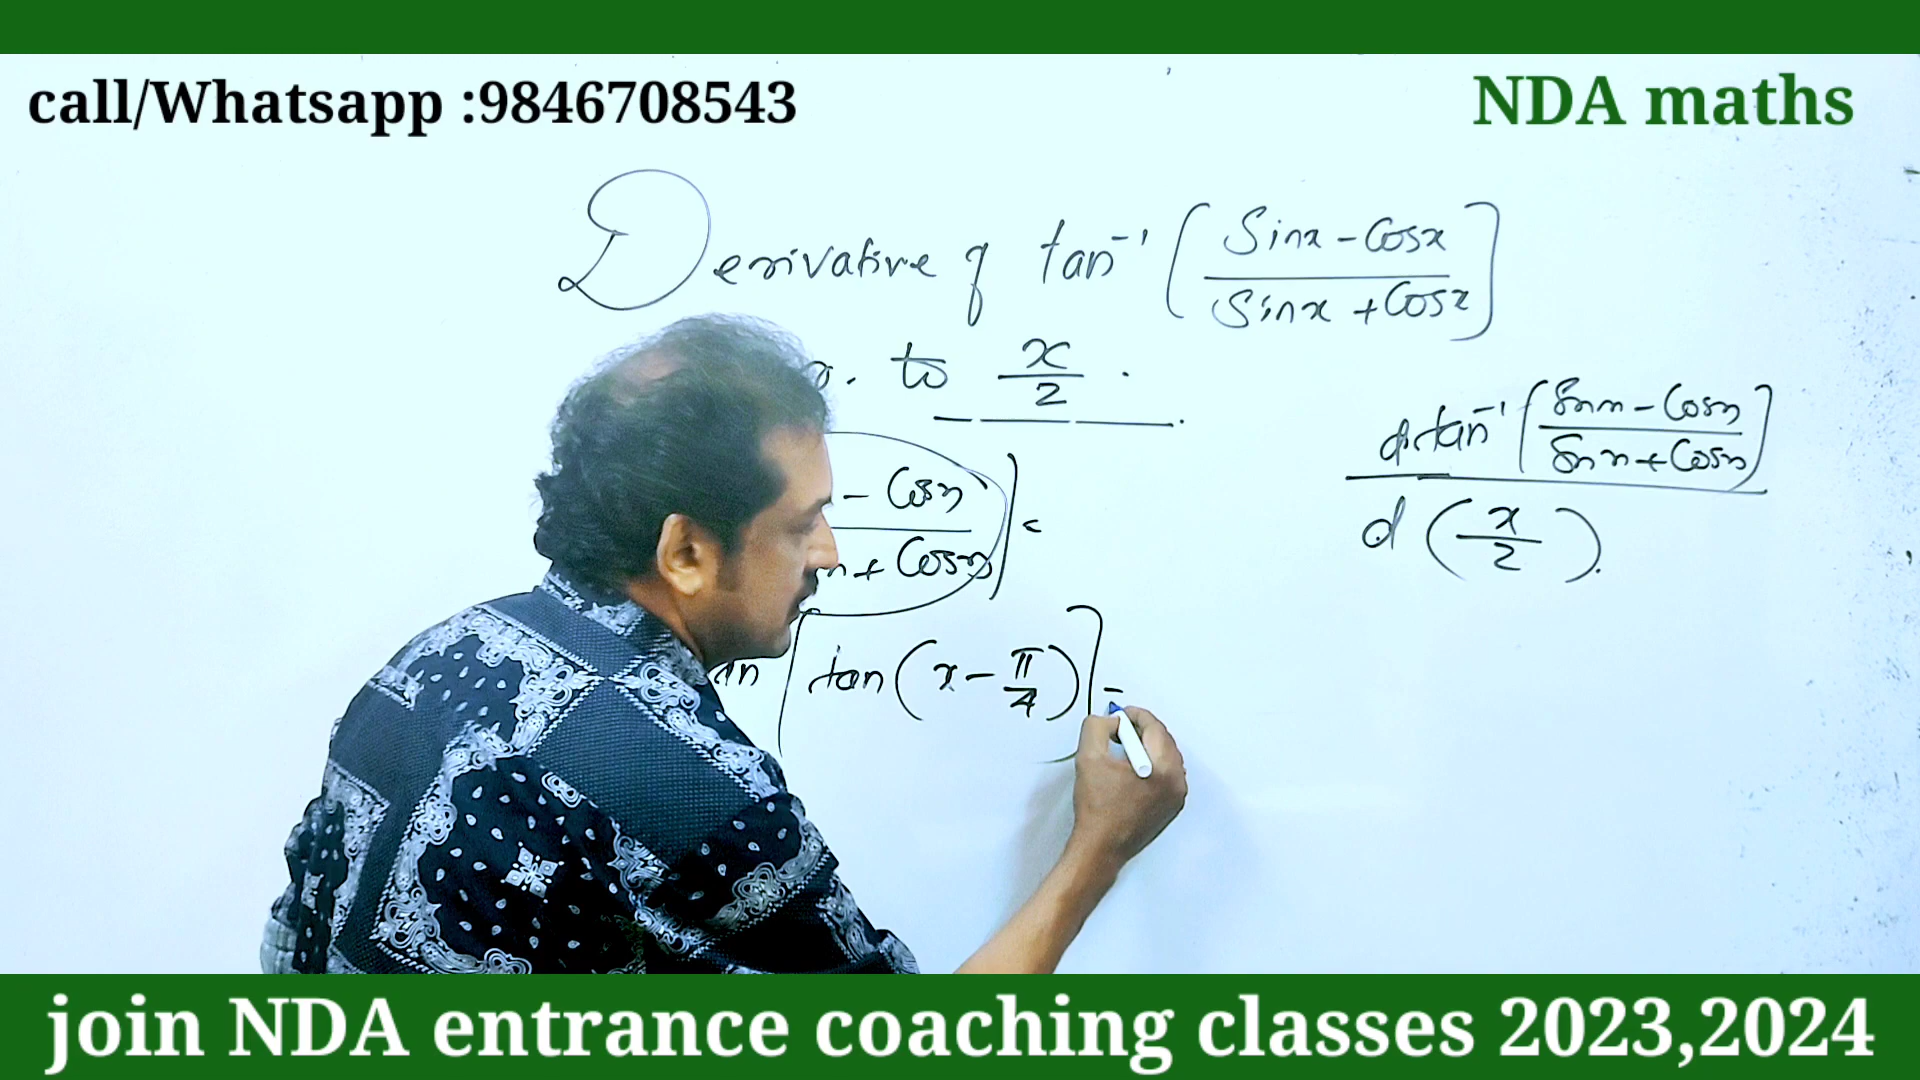 call/Whatsapp :9846708543
NDA maths
Derivative of tan⁻¹ [ (Sinx - Cosx) / (Sinx + Cosx) ]
to x/2 .
d tan⁻¹ [ (Sinx - Cosx) / (Sinx + Cosx) ]
d (x/2).
- Cosx
+ Cosx ) =
[ tan ( x - π/4 ) ] =
join NDA entrance coaching classes 2023,2024